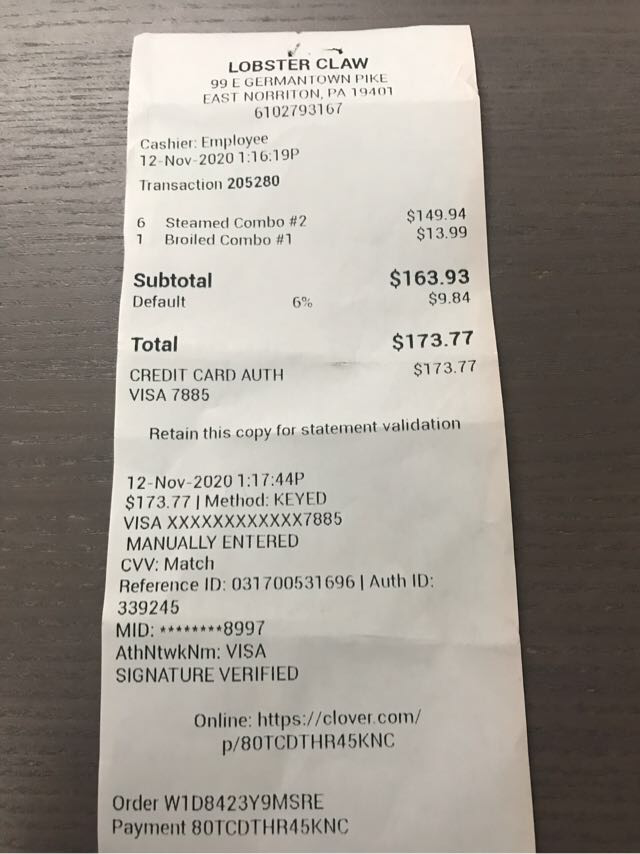 LOBSTER CLAW
99 E GERMANTOWN PIKE
EAST NORRITON, PA 19401
6102793167
Cashier: Employee
12-Nov-2020 1:16:19P
Transaction 205280
6 Steamed Combo #2 $149.94
1 Broiled Combo #1 $13.99
Subtotal $163.93
Default 6% $9.84
Total $173.77
CREDIT CARD AUTH $173.77
VISA 7885
Retain this copy for statement validation
12-Nov-2020 1:17:44P
$173.77 | Method: KEYED
VISA XXXXXXXXXXXX7885
MANUALLY ENTERED
CVV: Match
Reference ID: 031700531696 | Auth ID:
339245
MID: ********8997
AthNtwkNm: VISA
SIGNATURE VERIFIED
Online: https://clover.com/
p/80TCDTHR45KNC
Order W1D8423Y9MSRE
Payment 80TCDTHR45KNC